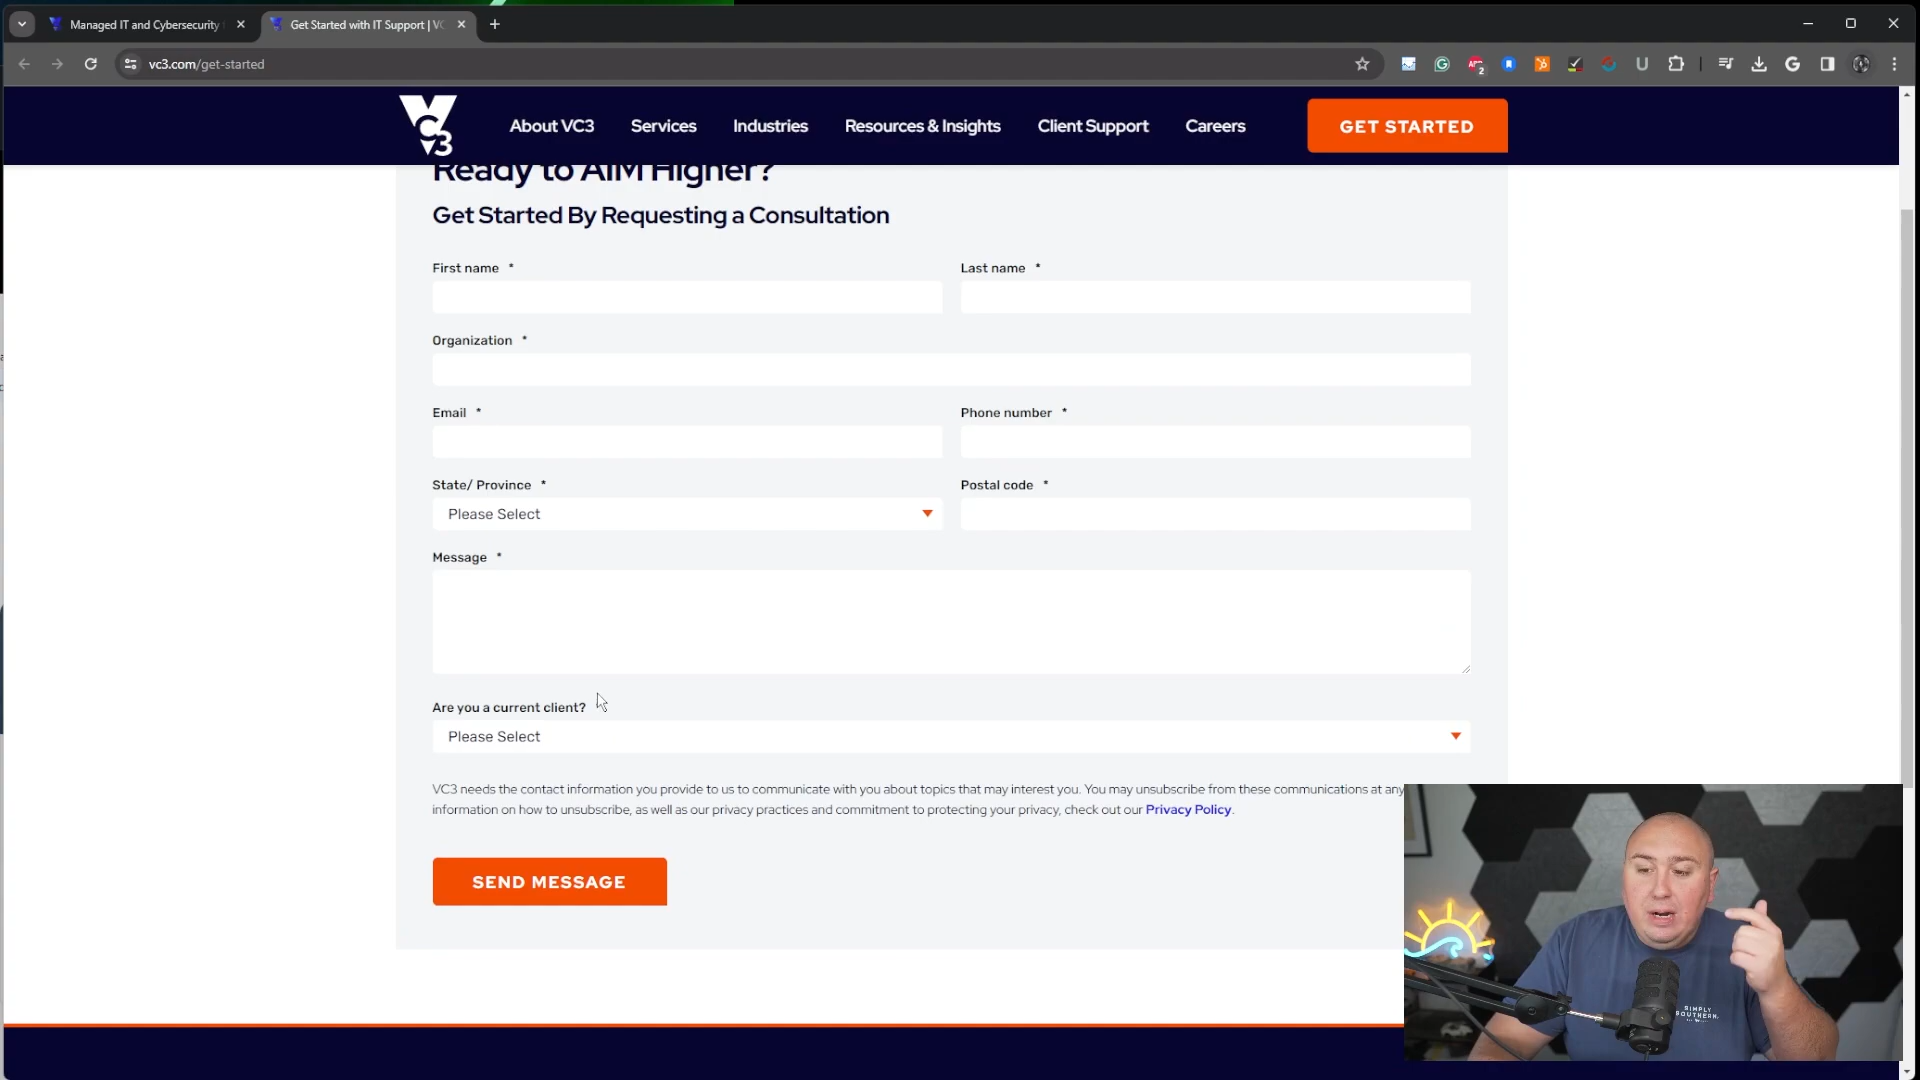 Managed IT and Cybersecurity
Get Started with IT Support | VC
vc3.com/get-started
2
VC3
About VC3
Services
Industries
Resources & Insights
Client Support
Careers
GET STARTED
Ready to AIM Higher?
Get Started By Requesting a Consultation
First name *
Last name *
Organization *
Email *
Phone number *
State/ Province *
Please Select
Postal code *
Message *
Are you a current client?
Please Select
VC3 needs the contact information you provide to us to communicate with you about topics that may interest you. You may unsubscribe from these communications at any
information on how to unsubscribe, as well as our privacy practices and commitment to protecting your privacy, check out our Privacy Policy.
SEND MESSAGE
SIMPLY
SOUTHERN